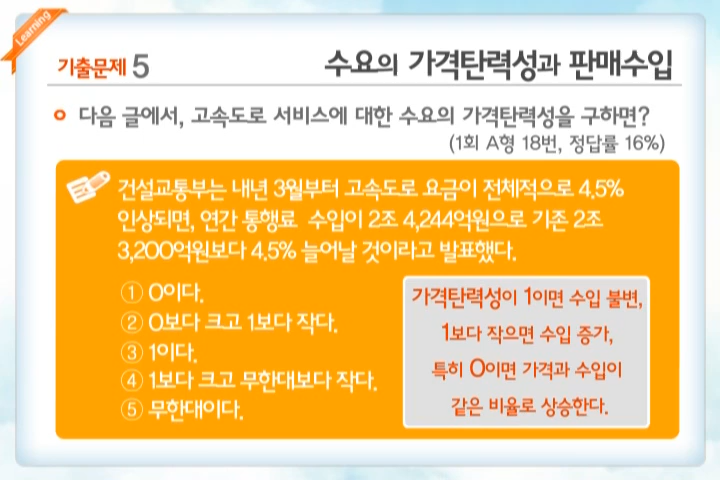 Learning
기출문제 5
수요의 가격탄력성과 판매수입
다음 글에서, 고속도로 서비스에 대한 수요의 가격탄력성을 구하면?
(1회 A형 18번, 정답률 16%)
건설교통부는 내년 3월부터 고속도로 요금이 전체적으로 4.5%
인상되면, 연간 통행료 수입이 2조 4,244억원으로 기존 2조
3,200억원보다 4.5% 늘어날 것이라고 발표했다.
① 0이다.
② 0보다 크고 1보다 작다.
③ 1이다.
④ 1보다 크고 무한대보다 작다.
⑤ 무한대이다.
가격탄력성이 1이면 수입 불변,
1보다 작으면 수입 증가,
특히 0이면 가격과 수입이
같은 비율로 상승한다.